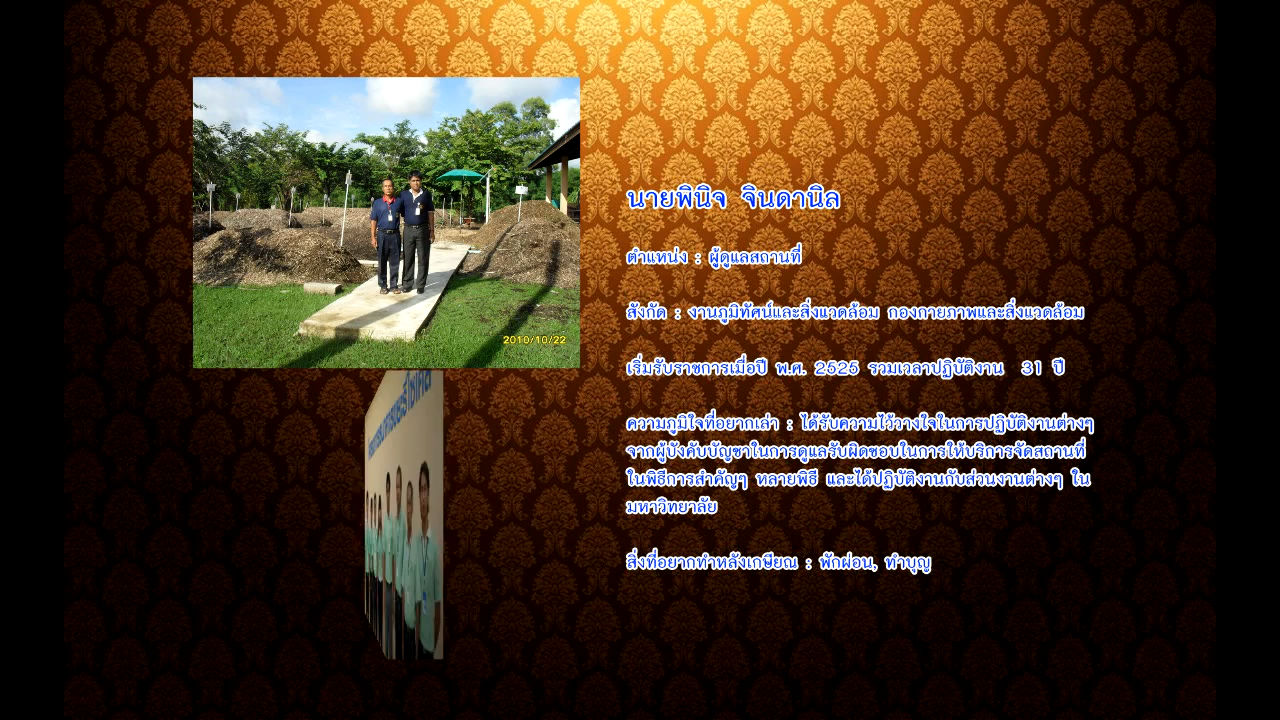 2010/10/22
นายพินิจ จินดานิล
ตำแหน่ง : ผู้ดูแลสถานที่
สังกัด : งานภูมิทัศน์และสิ่งแวดล้อม กองกายภาพและสิ่งแวดล้อม
เริ่มรับราชการเมื่อปี พ.ศ. 2525 รวมเวลาปฏิบัติงาน 31 ปี
ความภูมิใจที่อยากเล่า : ได้รับความไว้วางใจในการปฏิบัติงานต่างๆ
จากผู้บังคับบัญชาในการดูแลรับผิดชอบในการให้บริการจัดสถานที่
ในพิธีการสำคัญๆ หลายพิธี และได้ปฏิบัติงานกับส่วนงานต่างๆ ใน
มหาวิทยาลัย
สิ่งที่อยากทำหลังเกษียณ : พักผ่อน, ทำบุญ